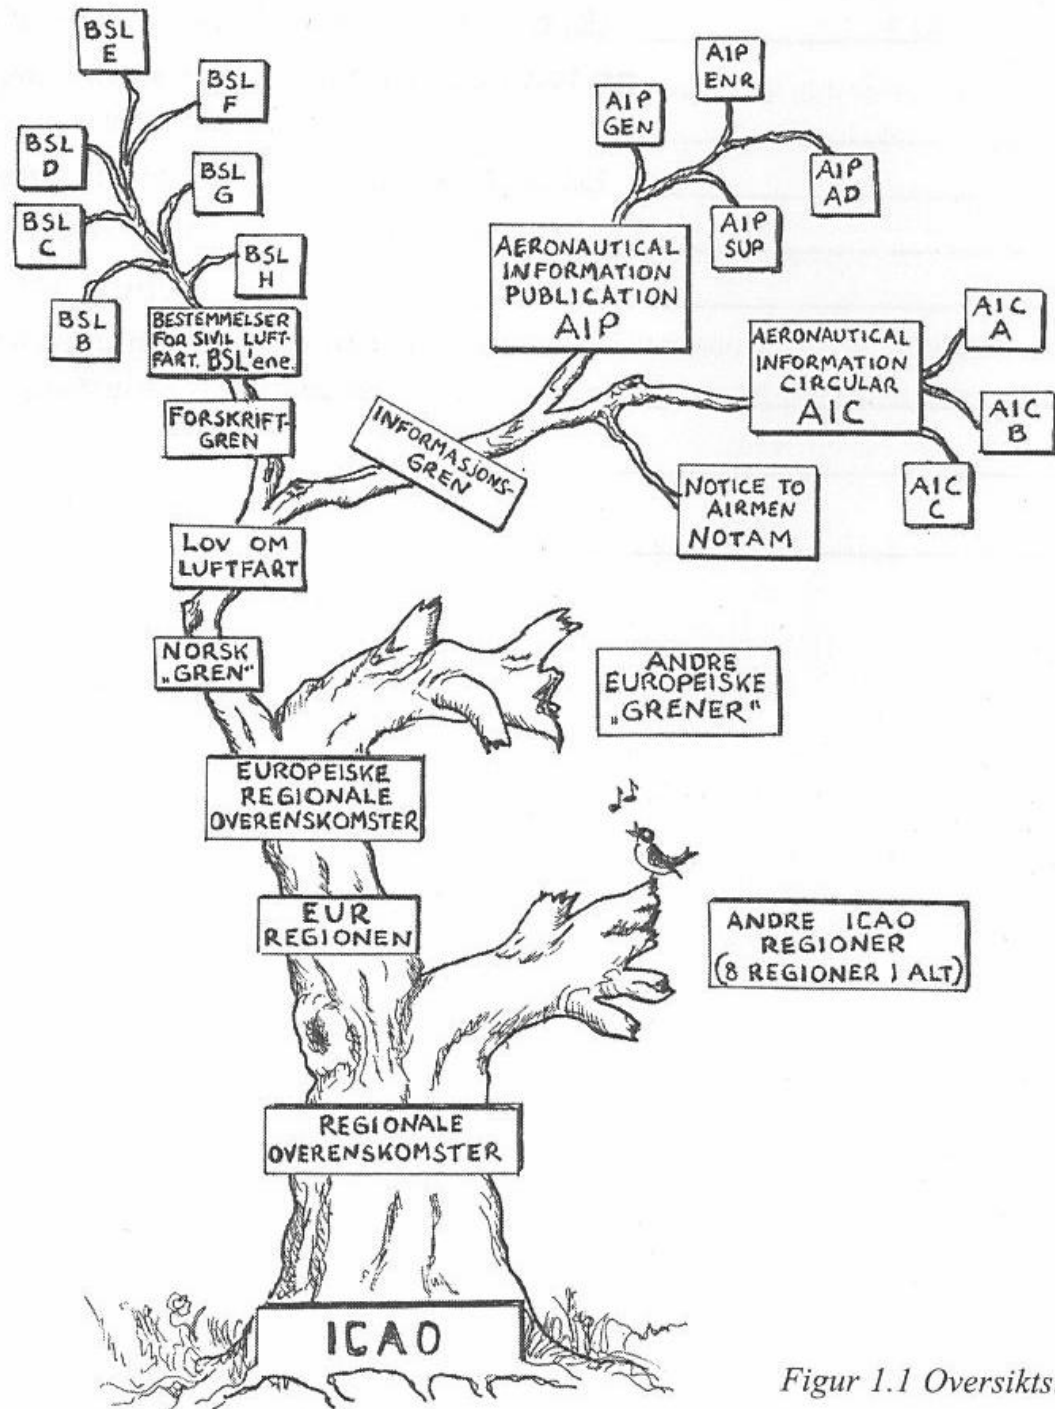 BSL
E
BSL
F
BSL
D
BSL
G
BSL
C
BSL
H
BSL
B
BESTEMMELSER
FOR SIVIL LUFT-
FART. BSL'ene.
FORSKRIFT-
GREN
INFORMASJONS-
GREN
AIP
GEN
AIP
ENR
AIP
AD
AIP
SUP
AERONAUTICAL
INFORMATION
PUBLICATION
AIP
AERONAUTICAL
INFORMATION
CIRCULAR
AIC
AIC
A
AIC
B
AIC
C
NOTICE TO
AIRMEN
NOTAM
LOV OM
LUFTFART
NORSK
„GREN“
ANDRE
EUROPEISKE
„GRENER“
EUROPEISKE
REGIONALE
OVERENSKOMSTER
EUR
REGIONEN
ANDRE ICAO
REGIONER
(8 REGIONER I ALT)
REGIONALE
OVERENSKOMSTER
ICAO
Figur 1.1 Oversikts